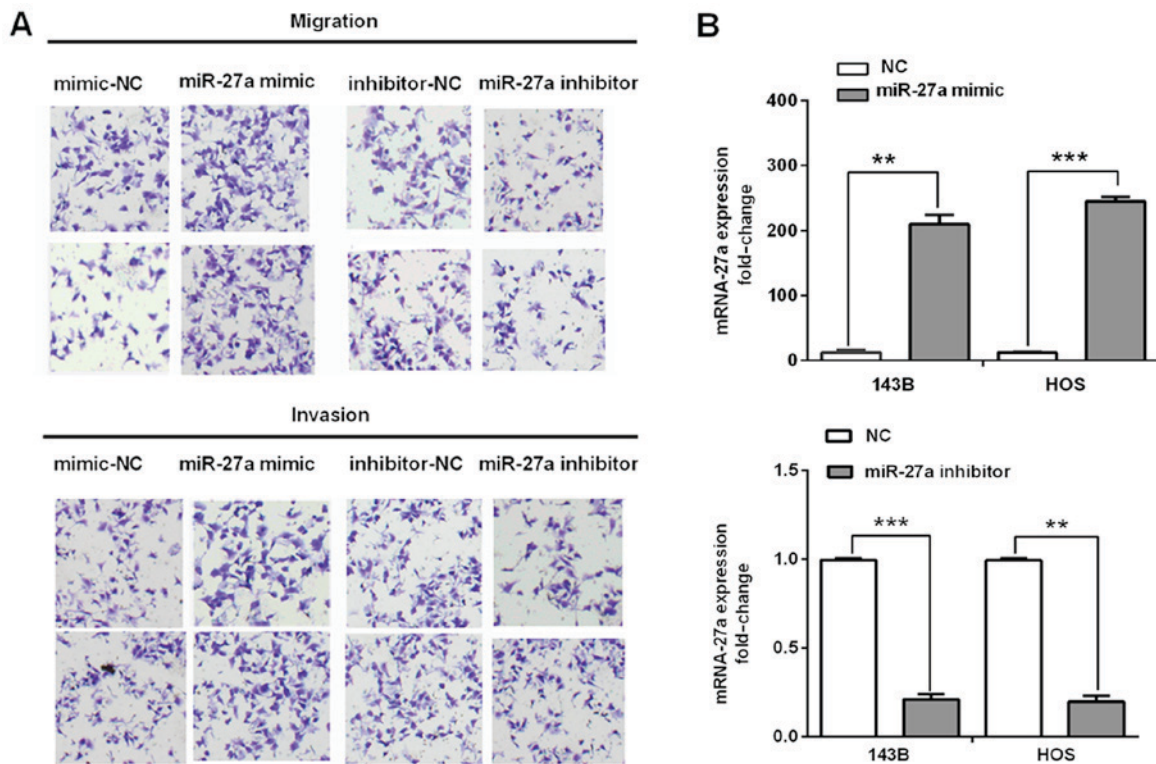 A
Migration
mimic-NC miR-27a mimic inhibitor-NC miR-27a inhibitor
Invasion
mimic-NC miR-27a mimic inhibitor-NC miR-27a inhibitor
B
NC
miR-27a mimic
mRNA-27a expression
fold-change
400
300
200
100
0
** ***
143B HOS
NC
miR-27a inhibitor
mRNA-27a expression
fold-change
1.5
1.0
0.5
0.0
*** **
143B HOS